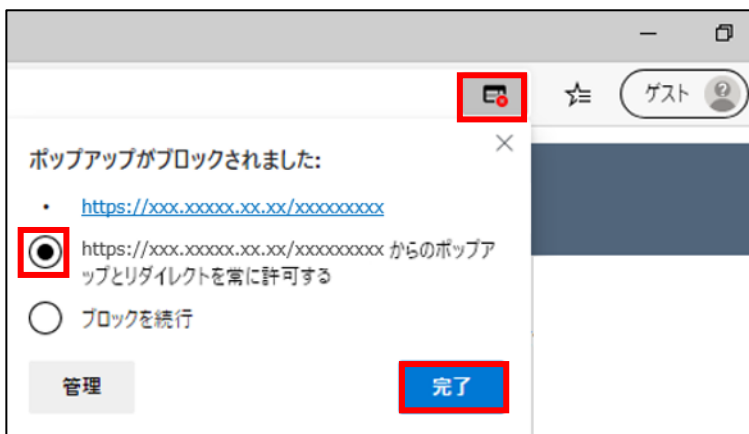 ゲスト
ポップアップがブロックされました:
• https://xxx.xxxxx.xx.xx/xxxxxxxxx
https://xxx.xxxxx.xx.xx/xxxxxxxxx からのポップア
ップとリダイレクトを常に許可する
ブロックを続行
管理 完了